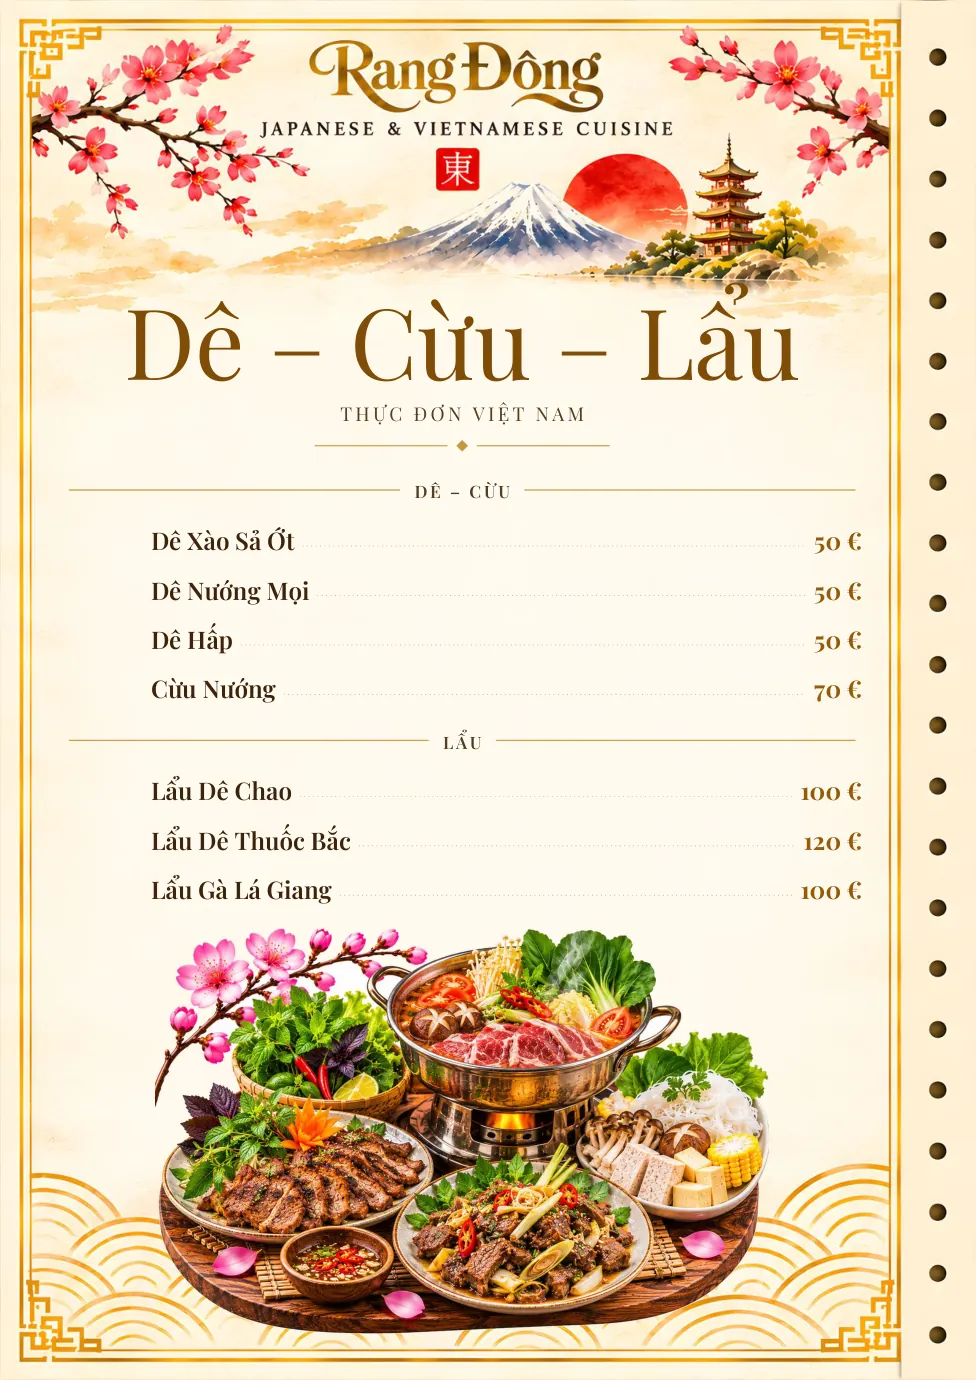 Rạng Đông
JAPANESE & VIETNAMESE CUISINE
東
Dê – Cừu – Lẩu
THỰC ĐƠN VIỆT NAM
DÊ – CỪU
Dê Xào Sả Ớt 50 €
Dê Nướng Mọi 50 €
Dê Hấp 50 €
Cừu Nướng 70 €
LẨU
Lẩu Dê Chao 100 €
Lẩu Dê Thuốc Bắc 120 €
Lẩu Gà Lá Giang 100 €